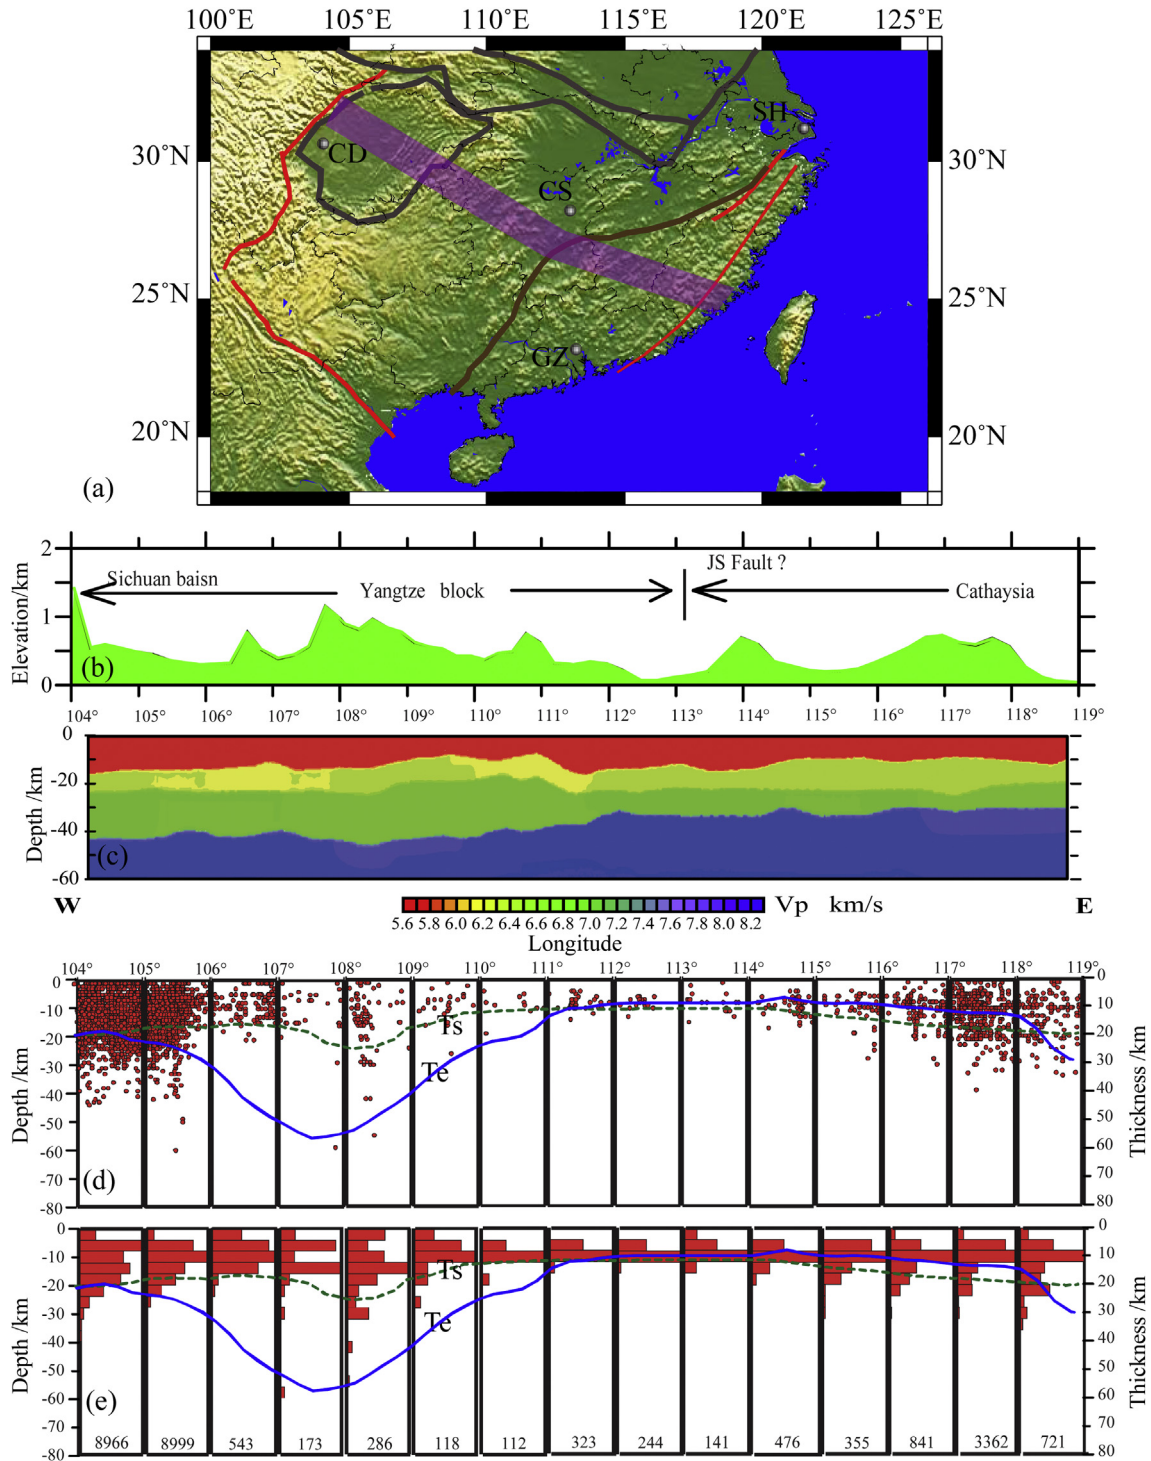 100°E 105°E 110°E 115°E 120°E 125°E
SH
30°N CD 30°N
CS
25°N 25°N
GZ
20°N 20°N
(a)
2
JS Fault ?
Sichuan baisn
Yangtze block
Cathaysia
1
Elevation/km
(b)
0
104° 105° 106° 107° 108° 109° 110° 111° 112° 113° 114° 115° 116° 117° 118° 119°
0
-20
Depth /km
-40
(c)
-60
W E
Vp km/s
5.6 5.8 6.0 6.2 6.4 6.6 6.8 7.0 7.2 7.4 7.6 7.8 8.0 8.2
Longitude
104° 105° 106° 107° 108° 109° 110° 111° 112° 113° 114° 115° 116° 117° 118° 119°
0 0
-10 10
Ts
-20 20
-30 30
Te
-40 40
Depth /km Thickness /km
-50 50
-60 60
(d)
-70 70
-80 80
0 0
-10 10
Ts
-20 20
-30 30
Te
-40 40
Depth /km Thickness /km
-50 50
-60 60
(e)
-70 70
8966 8999 543 173 286 118 112 323 244 141 476 355 841 3362 721
-80 80